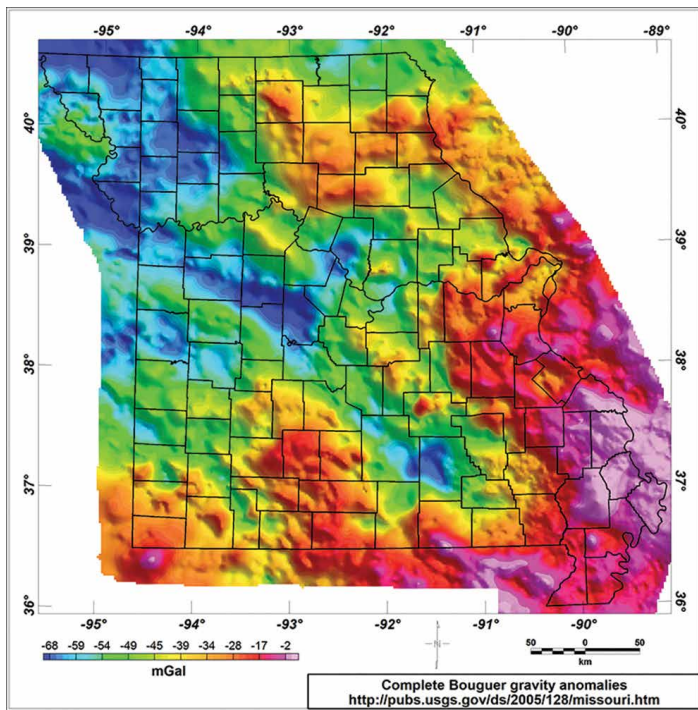 -95° -94° -93° -92° -91° -90° -89°
40° 40°
39° 39°
38° 38°
37° 37°
36° 36°
-95° -94° -93° -92° -91° -90°
-68 -59 -54 -49 -45 -39 -34 -28 -17 -2
mGal
N
50 0 50
km
Complete Bouguer gravity anomalies
http://pubs.usgs.gov/ds/2005/128/missouri.htm